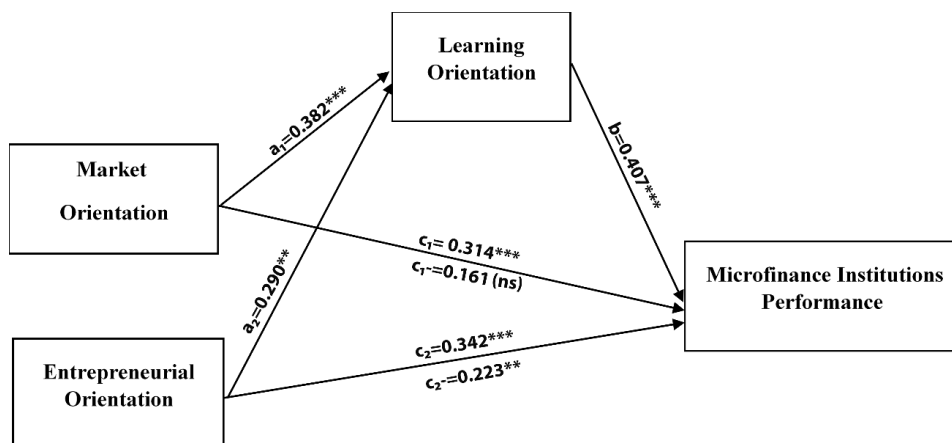 Learning
Orientation
a₁=0.382***
b=0.407***
Market
Orientation
a₂=0.290**
c₁= 0.314***
c₁-=0.161 (ns)
Microfinance Institutions
Performance
c₂=0.342***
c₂-=0.223**
Entrepreneurial
Orientation